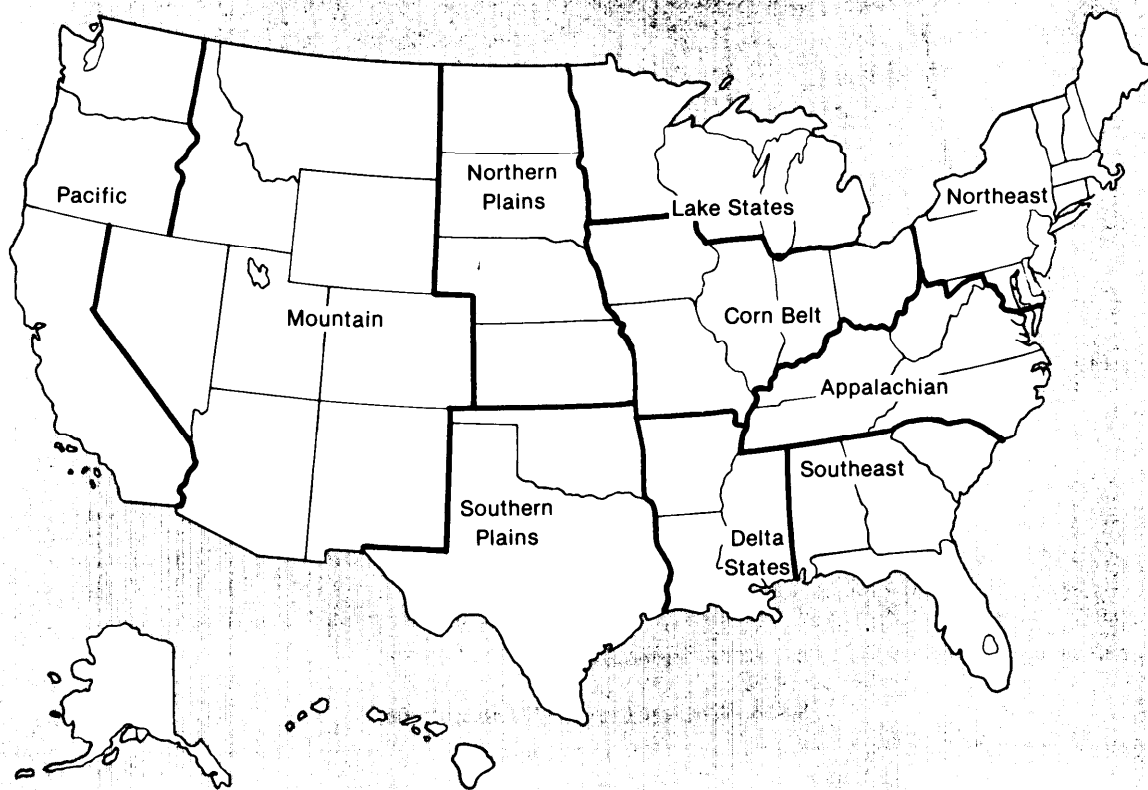 Pacific
Northern
Plains
Lake States
Northeast
Mountain
Corn Belt
Appalachian
Southeast
Southern
Plains
Delta
States